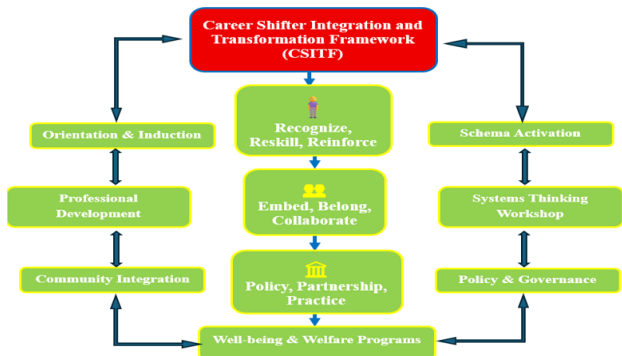 Career Shifter Integration and
Transformation Framework
(CSITF)
Recognize,
Reskill, Reinforce
Orientation & Induction
Schema Activation
Professional
Development
Embed, Belong,
Collaborate
Systems Thinking
Workshop
Community Integration
Policy, Partnership,
Practice
Policy & Governance
Well-being & Welfare Programs